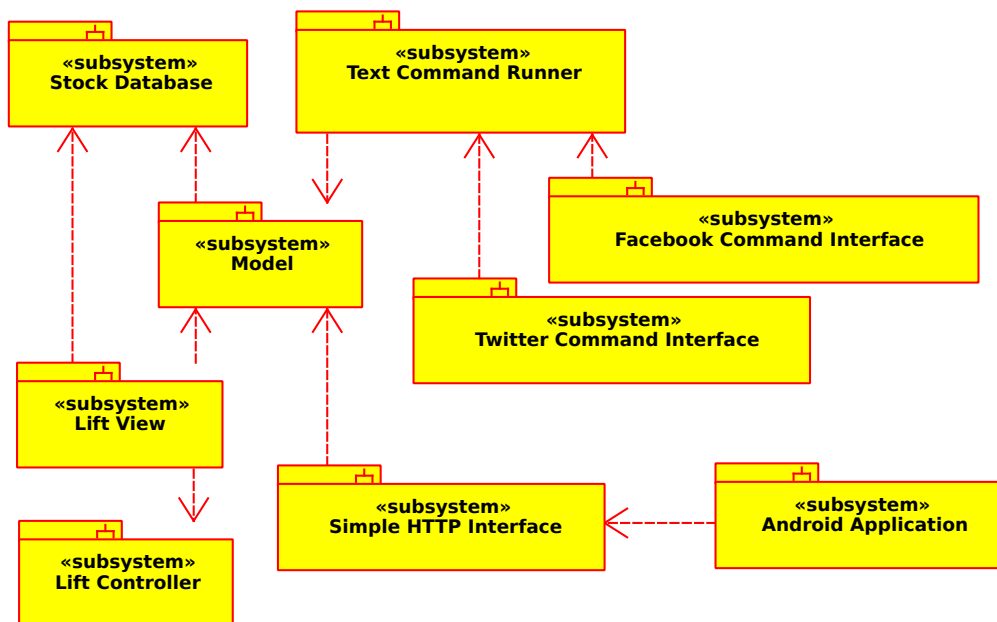 «subsystem»
Stock Database
«subsystem»
Text Command Runner
«subsystem»
Facebook Command Interface
«subsystem»
Model
«subsystem»
Twitter Command Interface
«subsystem»
Lift View
«subsystem»
Simple HTTP Interface
«subsystem»
Android Application
«subsystem»
Lift Controller